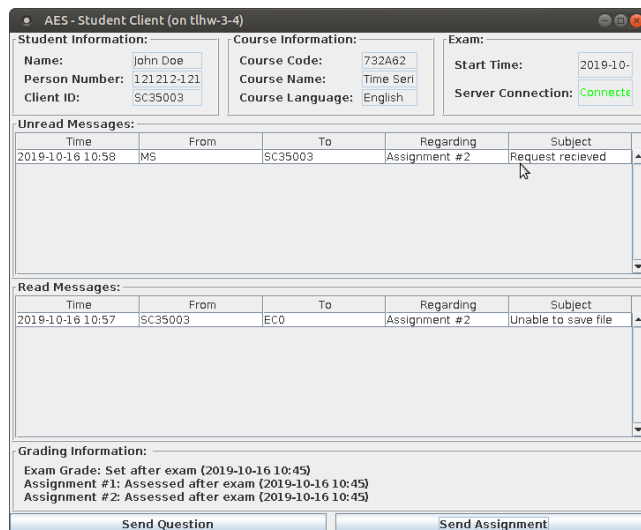 AES - Student Client (on tlhw-3-4)
Student Information:
Name: John Doe
Person Number: 121212-121
Client ID: SC35003
Course Information:
Course Code: 732A62
Course Name: Time Seri
Course Language: English
Exam:
Start Time: 2019-10-
Server Connection: Connecte
Unread Messages:
Time From To Regarding Subject
2019-10-16 10:58 MS SC35003 Assignment #2 Request recieved
Read Messages:
Time From To Regarding Subject
2019-10-16 10:57 SC35003 EC0 Assignment #2 Unable to save file
Grading Information:
Exam Grade: Set after exam (2019-10-16 10:45)
Assignment #1: Assessed after exam (2019-10-16 10:45)
Assignment #2: Assessed after exam (2019-10-16 10:45)
Send Question Send Assignment